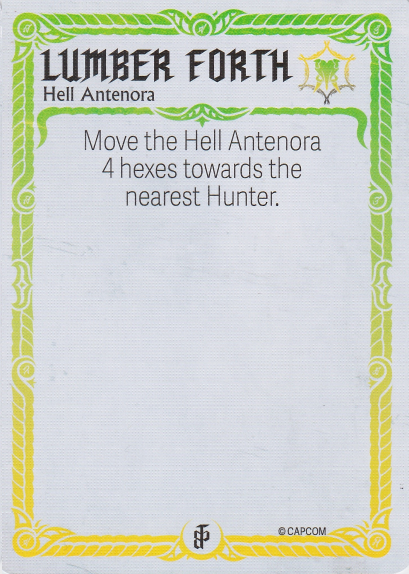 LUMBER FORTH
Hell Antenora
Move the Hell Antenora
4 hexes towards the
nearest Hunter.
© CAPCOM